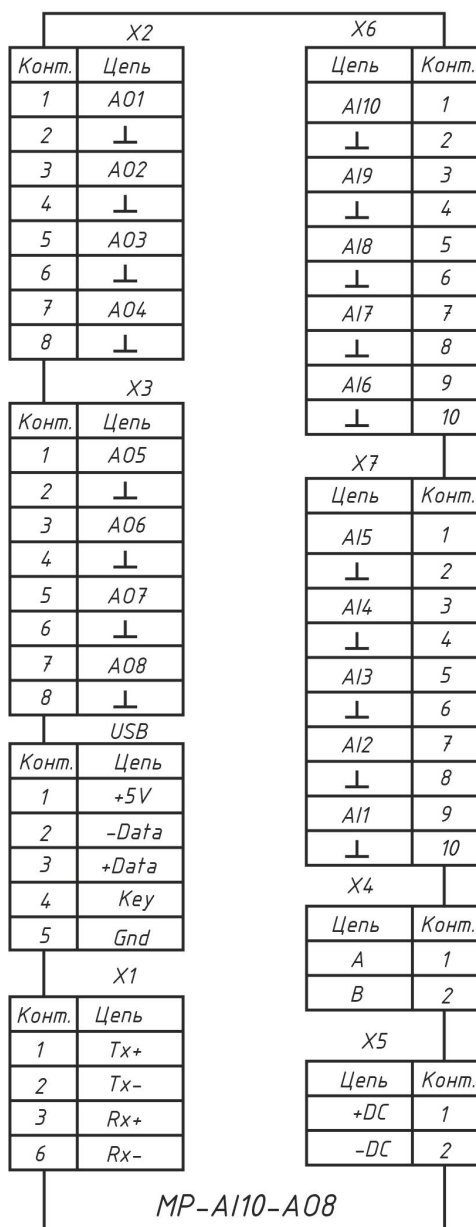 X2
Конт. Цепь
1 AO1
2 ⊥
3 AO2
4 ⊥
5 AO3
6 ⊥
7 AO4
8 ⊥
X3
Конт. Цепь
1 AO5
2 ⊥
3 AO6
4 ⊥
5 AO7
6 ⊥
7 AO8
8 ⊥
USB
Конт. Цепь
1 +5V
2 -Data
3 +Data
4 Key
5 Gnd
X1
Конт. Цепь
1 Tx+
2 Tx-
3 Rx+
6 Rx-
X6
Цепь Конт.
AI10 1
⊥ 2
AI9 3
⊥ 4
AI8 5
⊥ 6
AI7 7
⊥ 8
AI6 9
⊥ 10
X7
Цепь Конт.
AI5 1
⊥ 2
AI4 3
⊥ 4
AI3 5
⊥ 6
AI2 7
⊥ 8
AI1 9
⊥ 10
X4
Цепь Конт.
A 1
B 2
X5
Цепь Конт.
+DC 1
-DC 2
MP-AI10-AO8